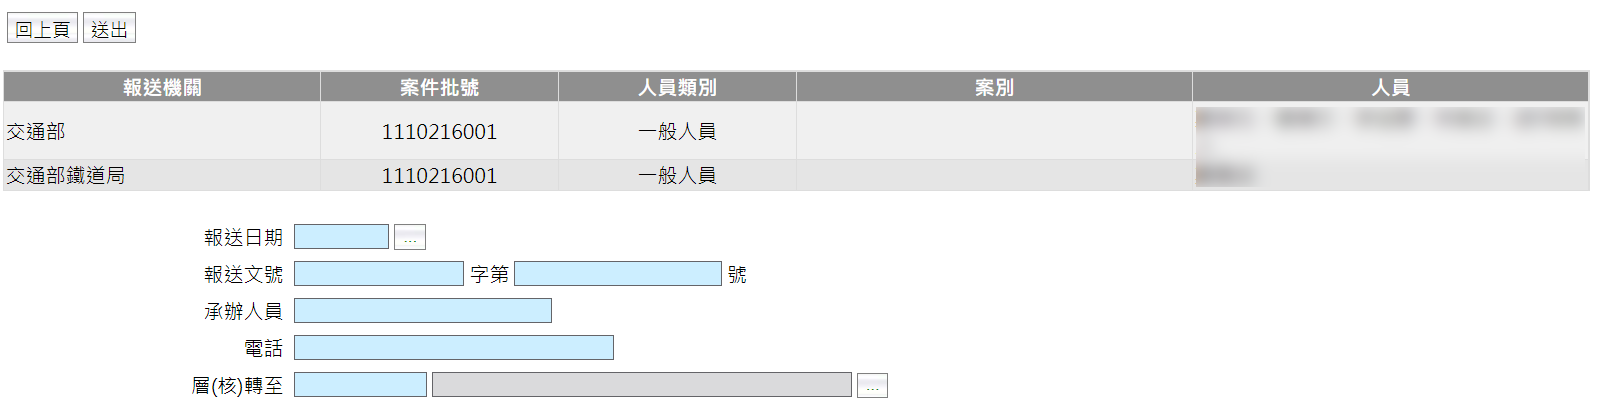 回上頁 送出
報送機關 案件批號 人員類別 案別 人員
交通部 1110216001 一般人員
交通部鐵道局 1110216001 一般人員
報送日期 ...
報送文號 字第 號
承辦人員
電話
層(核)轉至 ...